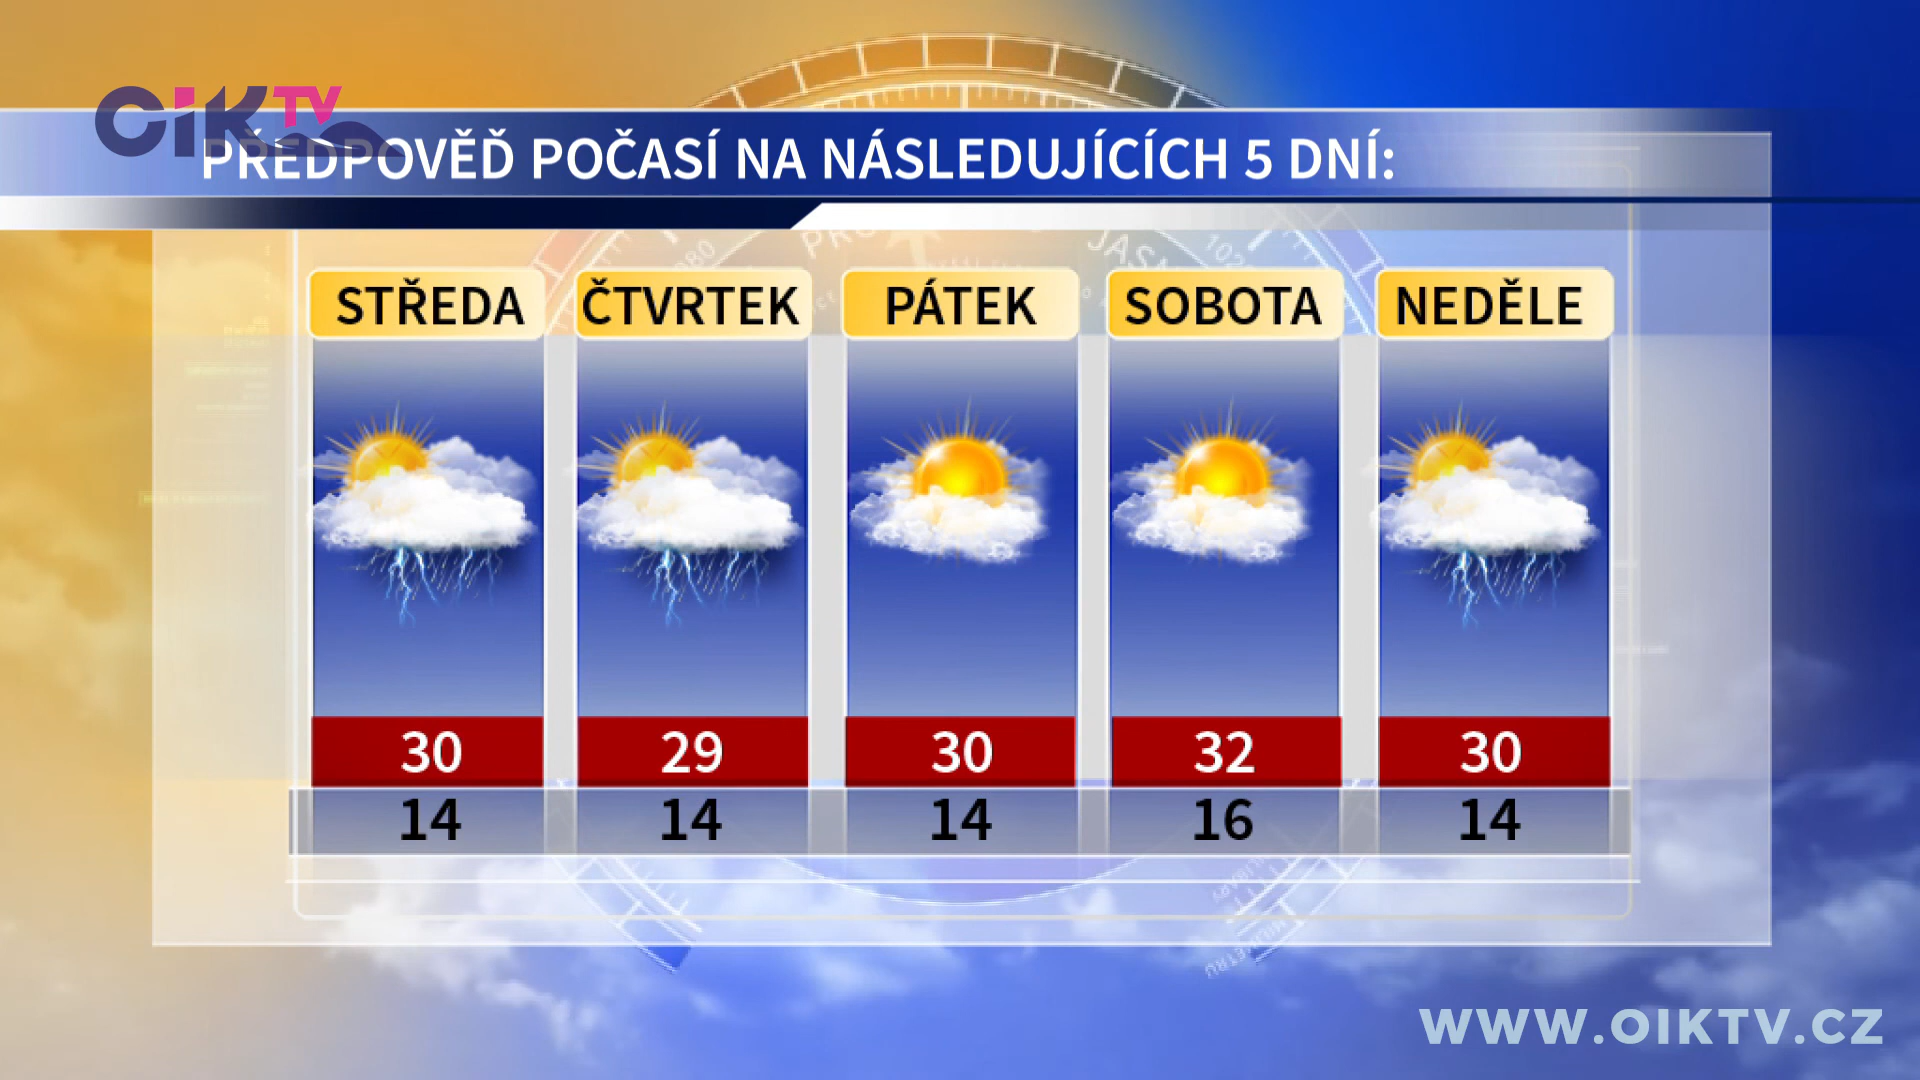 OIK TV
PŘEDPOVĚĎ POČASÍ NA NÁSLEDUJÍCÍCH 5 DNÍ:
STŘEDA ČTVRTEK PÁTEK SOBOTA NEDĚLE
30 29 30 32 30
14 14 14 16 14
WWW.OIKTV.CZ